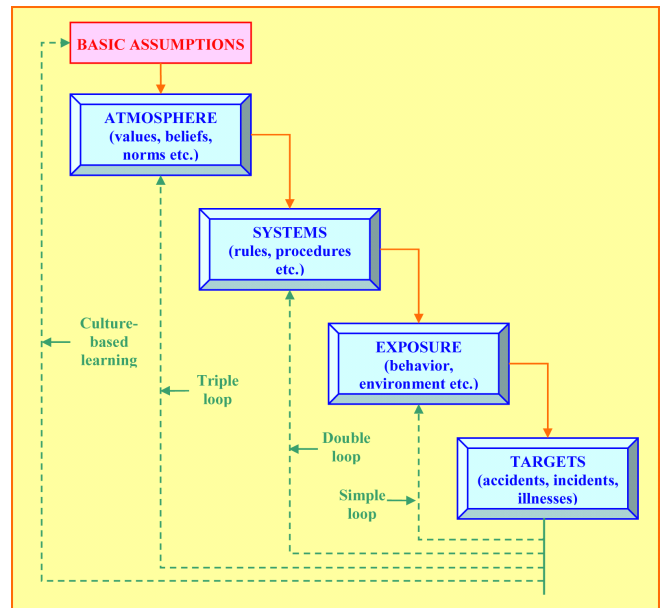 BASIC ASSUMPTIONS
ATMOSPHERE
(values, beliefs,
norms etc.)
SYSTEMS
(rules, procedures
etc.)
Culture-
based
learning
EXPOSURE
(behavior,
environment etc.)
Triple
loop
Double
loop
TARGETS
(accidents, incidents,
illnesses)
Simple
loop